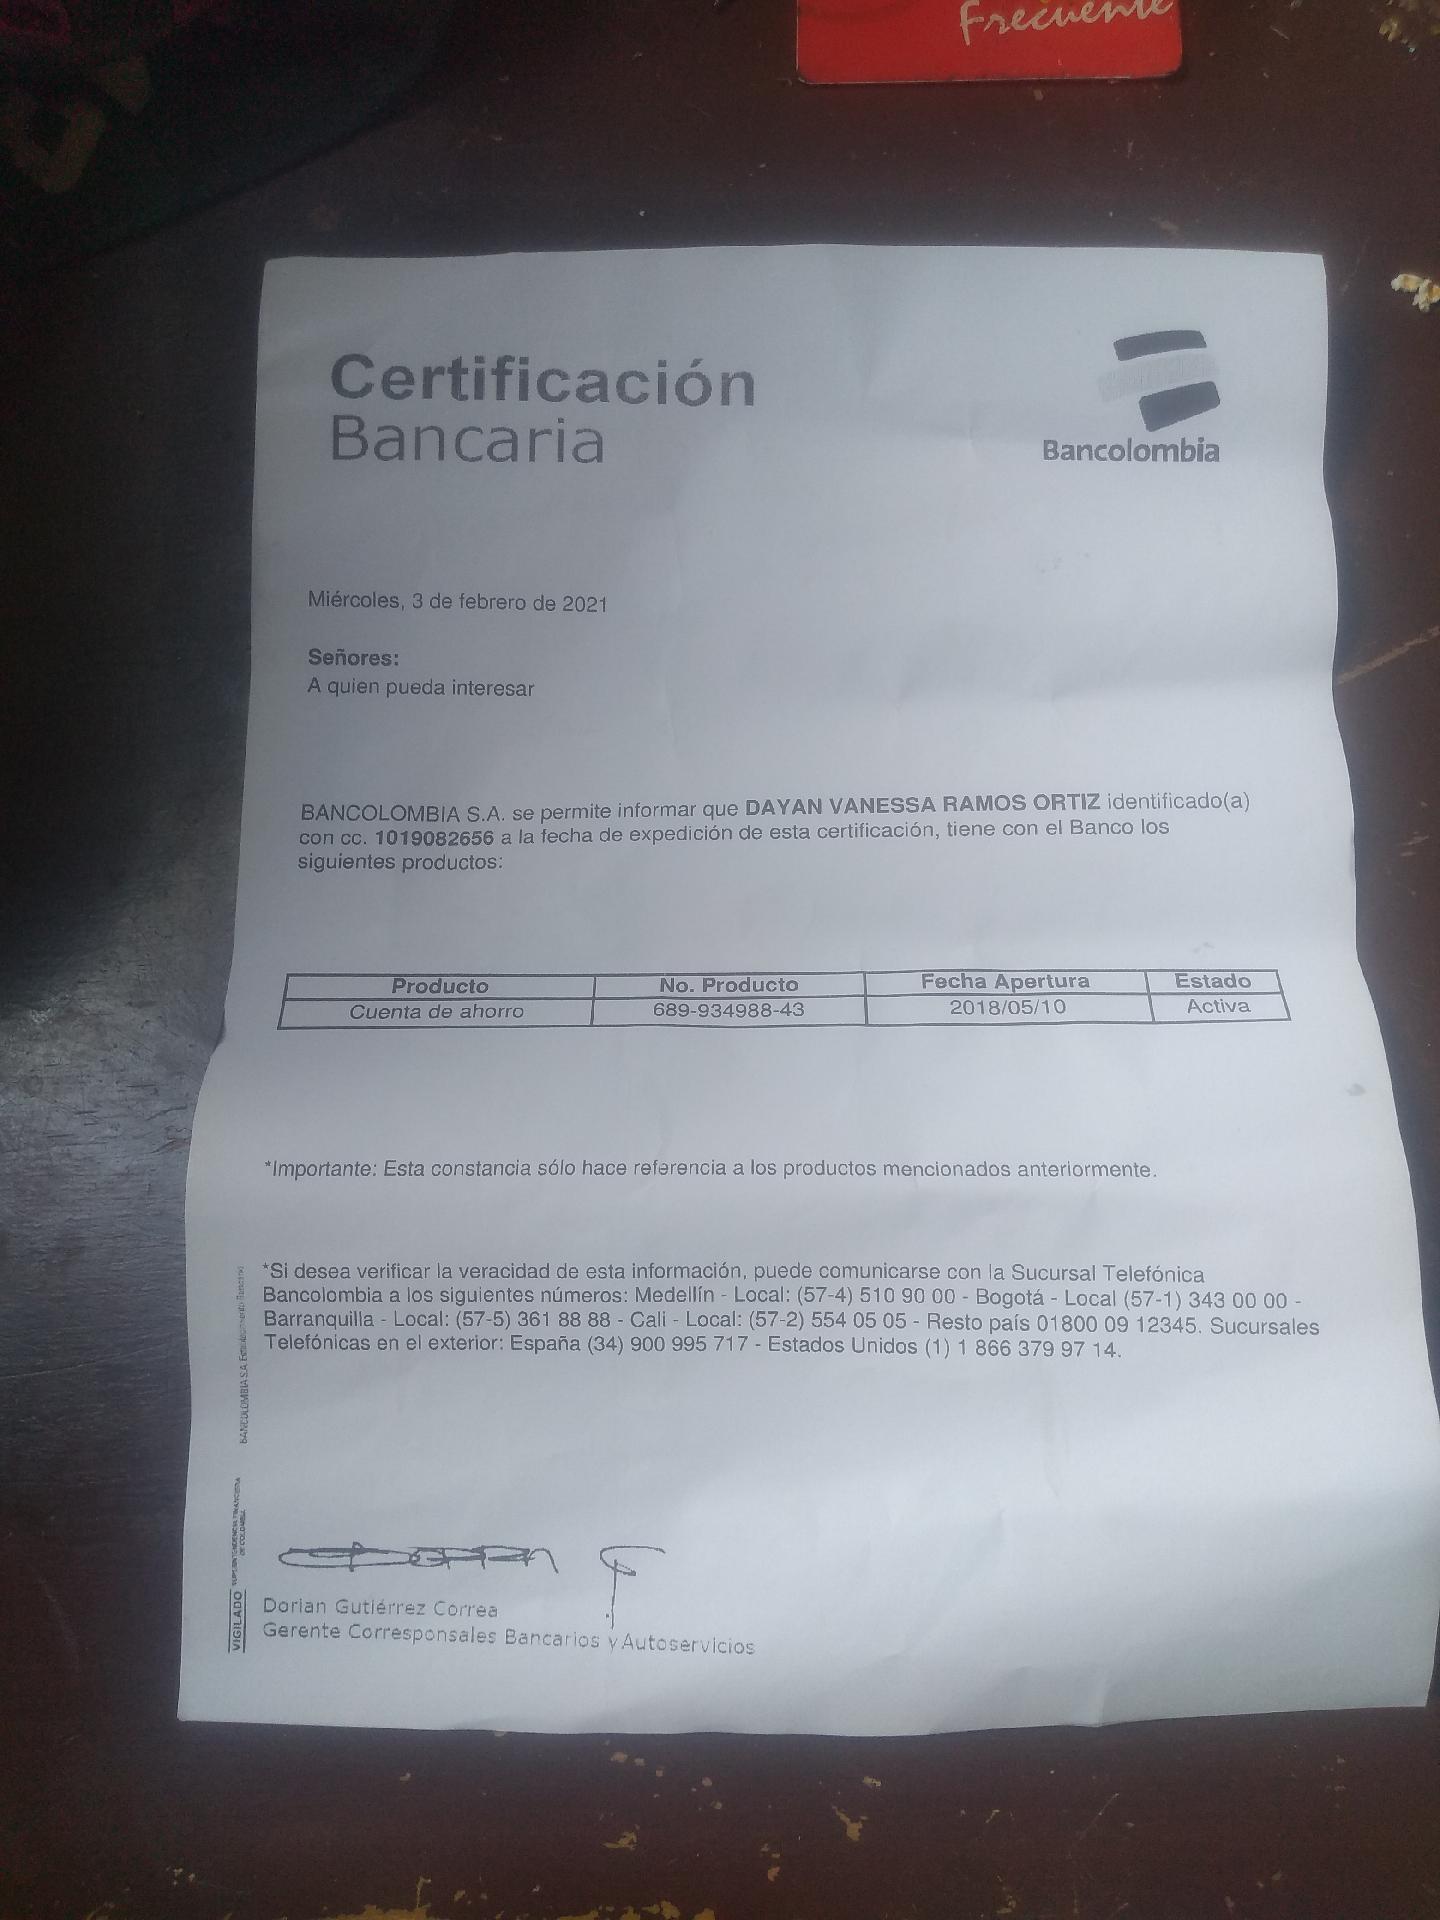 Frecuente
Certificación
Bancaria
Bancolombia
Miércoles, 3 de febrero de 2021
Señores:
A quien pueda interesar
BANCOLOMBIA S.A. se permite informar que DAYAN VANESSA RAMOS ORTIZ identificado(a)
con cc. 1019082656 a la fecha de expedición de esta certificación, tiene con el Banco los
siguientes productos:
Producto No. Producto Fecha Apertura Estado
Cuenta de ahorro 689-934988-43 2018/05/10 Activa
*Importante: Esta constancia sólo hace referencia a los productos mencionados anteriormente.
*Si desea verificar la veracidad de esta información, puede comunicarse con la Sucursal Telefónica
Bancolombia a los siguientes números: Medellín - Local: (57-4) 510 90 00 - Bogotá - Local (57-1) 343 00 00 -
Barranquilla - Local: (57-5) 361 88 88 - Cali - Local: (57-2) 554 05 05 - Resto país 01800 09 12345. Sucursales
Telefónicas en el exterior: España (34) 900 995 717 - Estados Unidos (1) 1 866 379 97 14.
Dorian Gutiérrez Correa
Gerente Corresponsales Bancarios y Autoservicios
VIGILADO SUPERINTENDENCIA FINANCIERA
DE COLOMBIA
BANCOLOMBIA S.A. Establecimiento Bancario